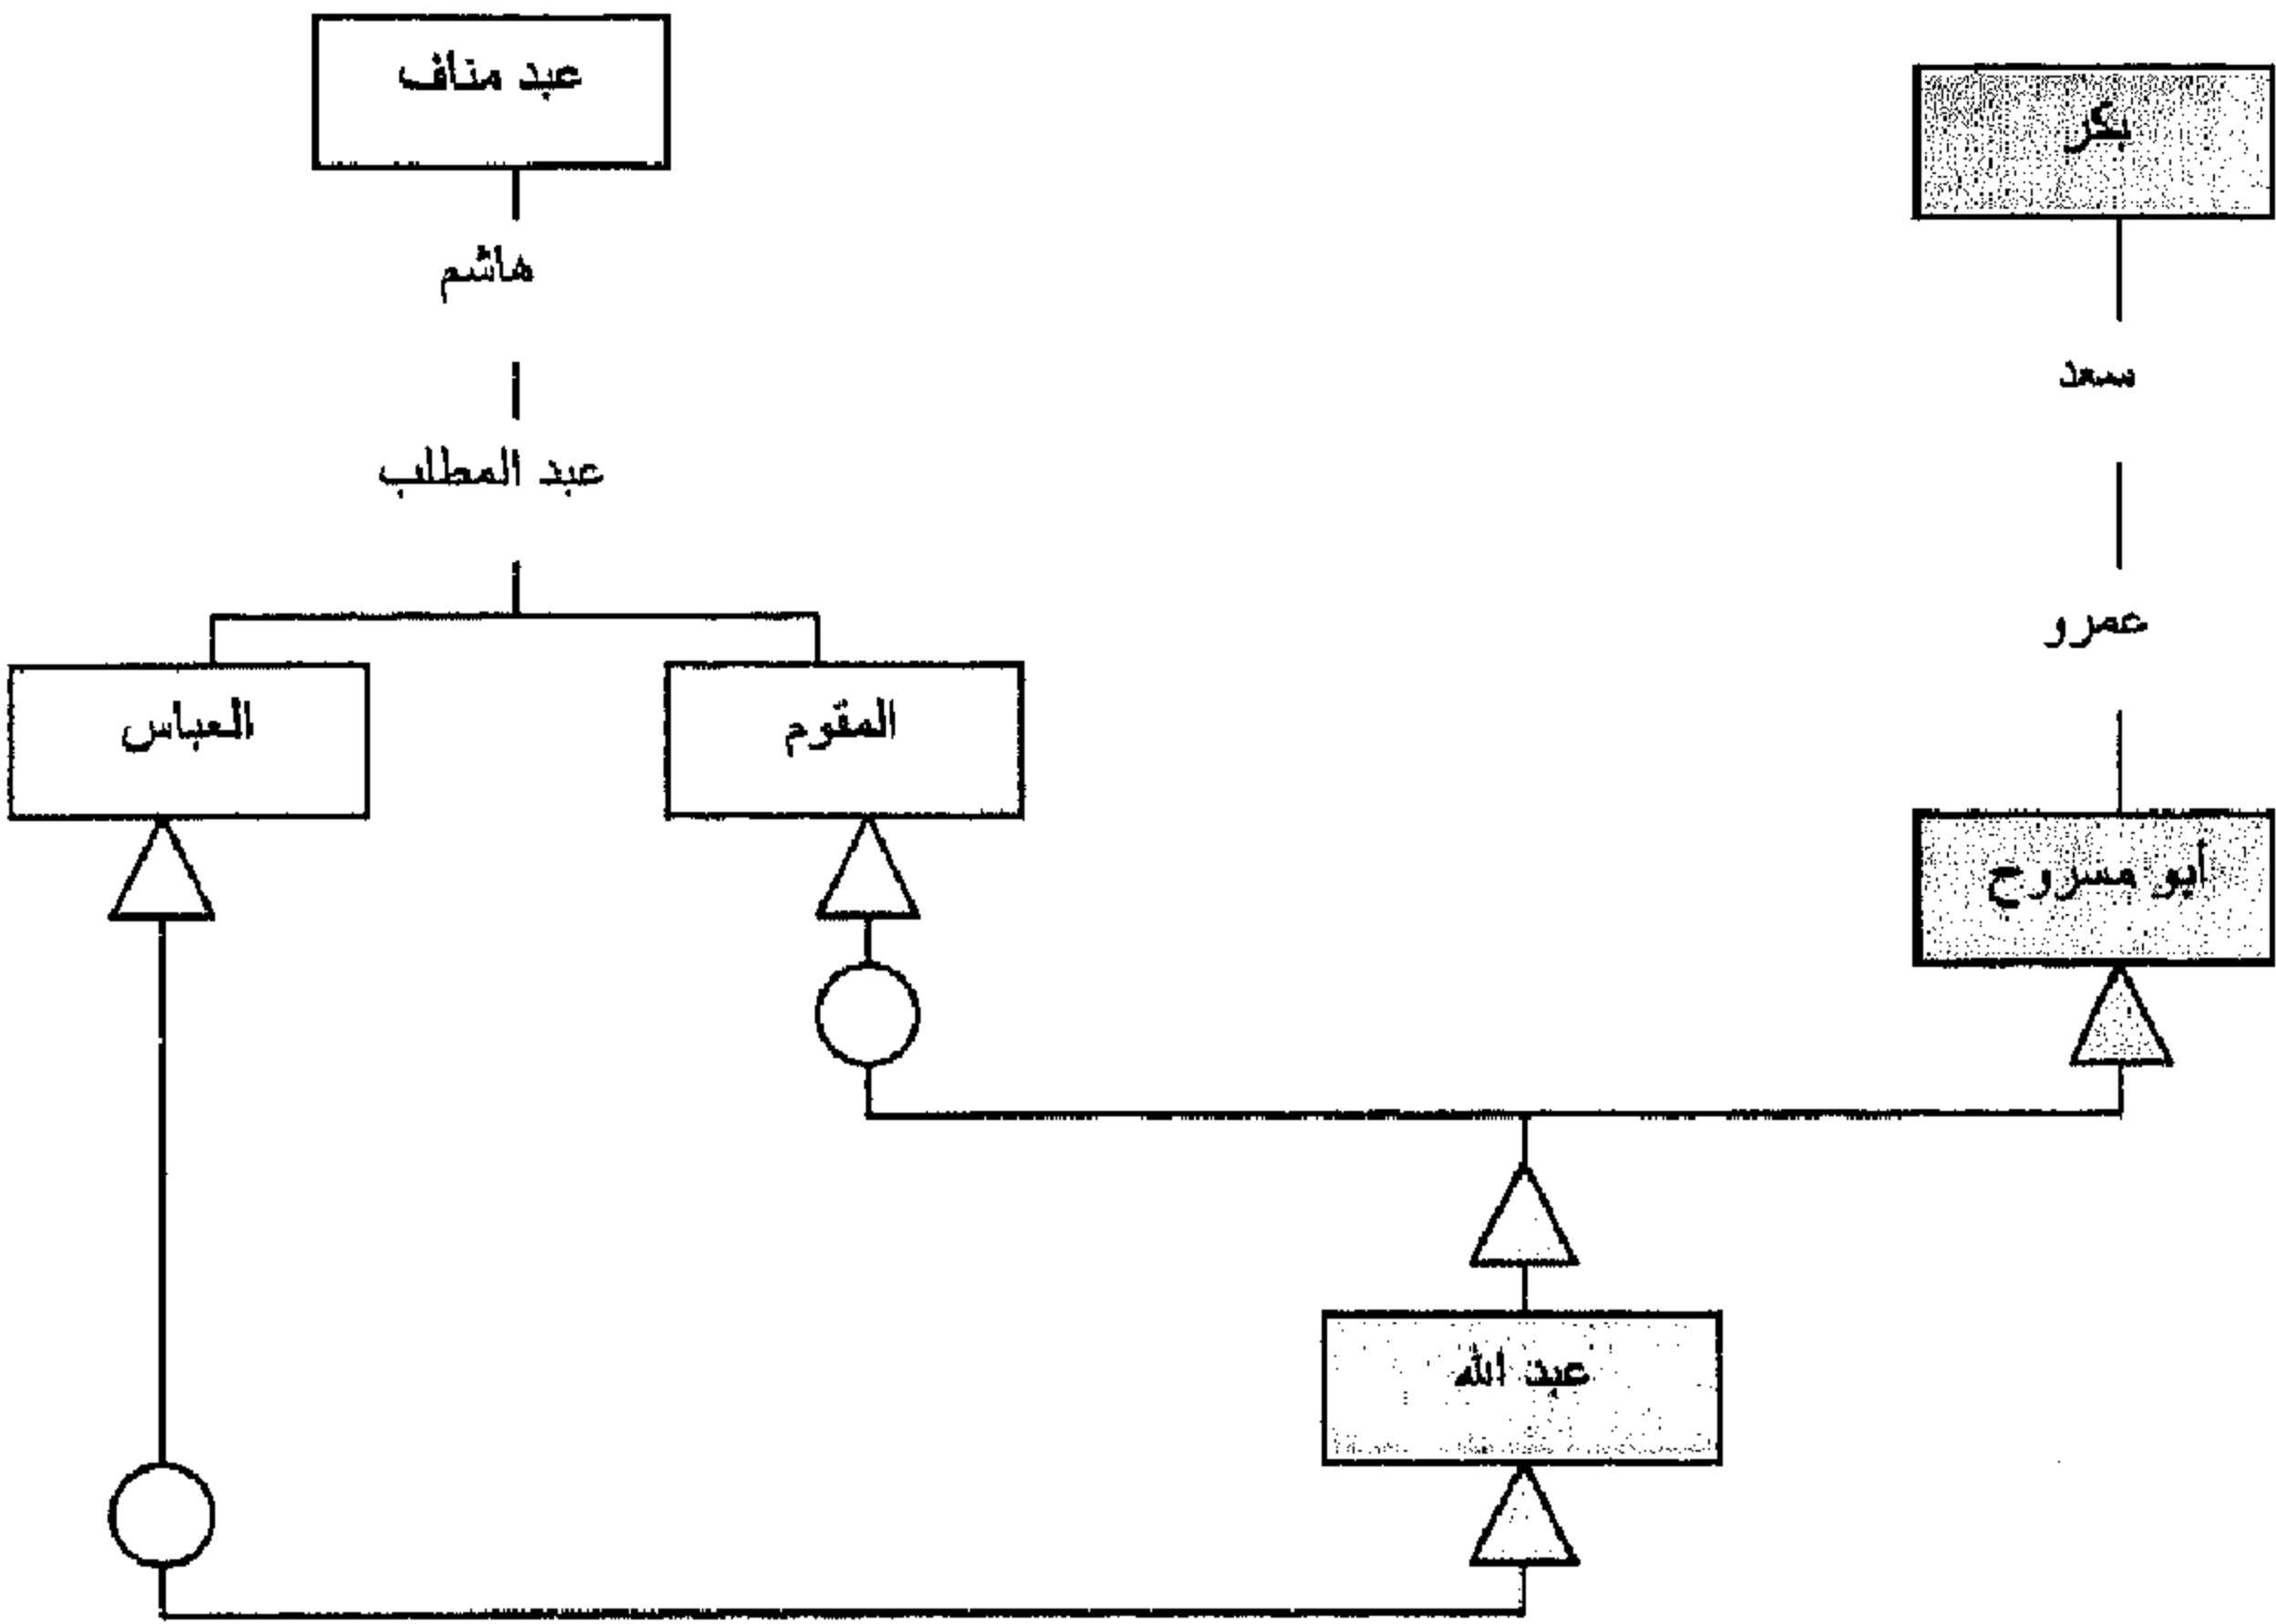 عبد مناف
بكر
هاشم
سعد
عبد المطلب
عمرو
المقوم
العباس
أبو مسروح
عبد الله